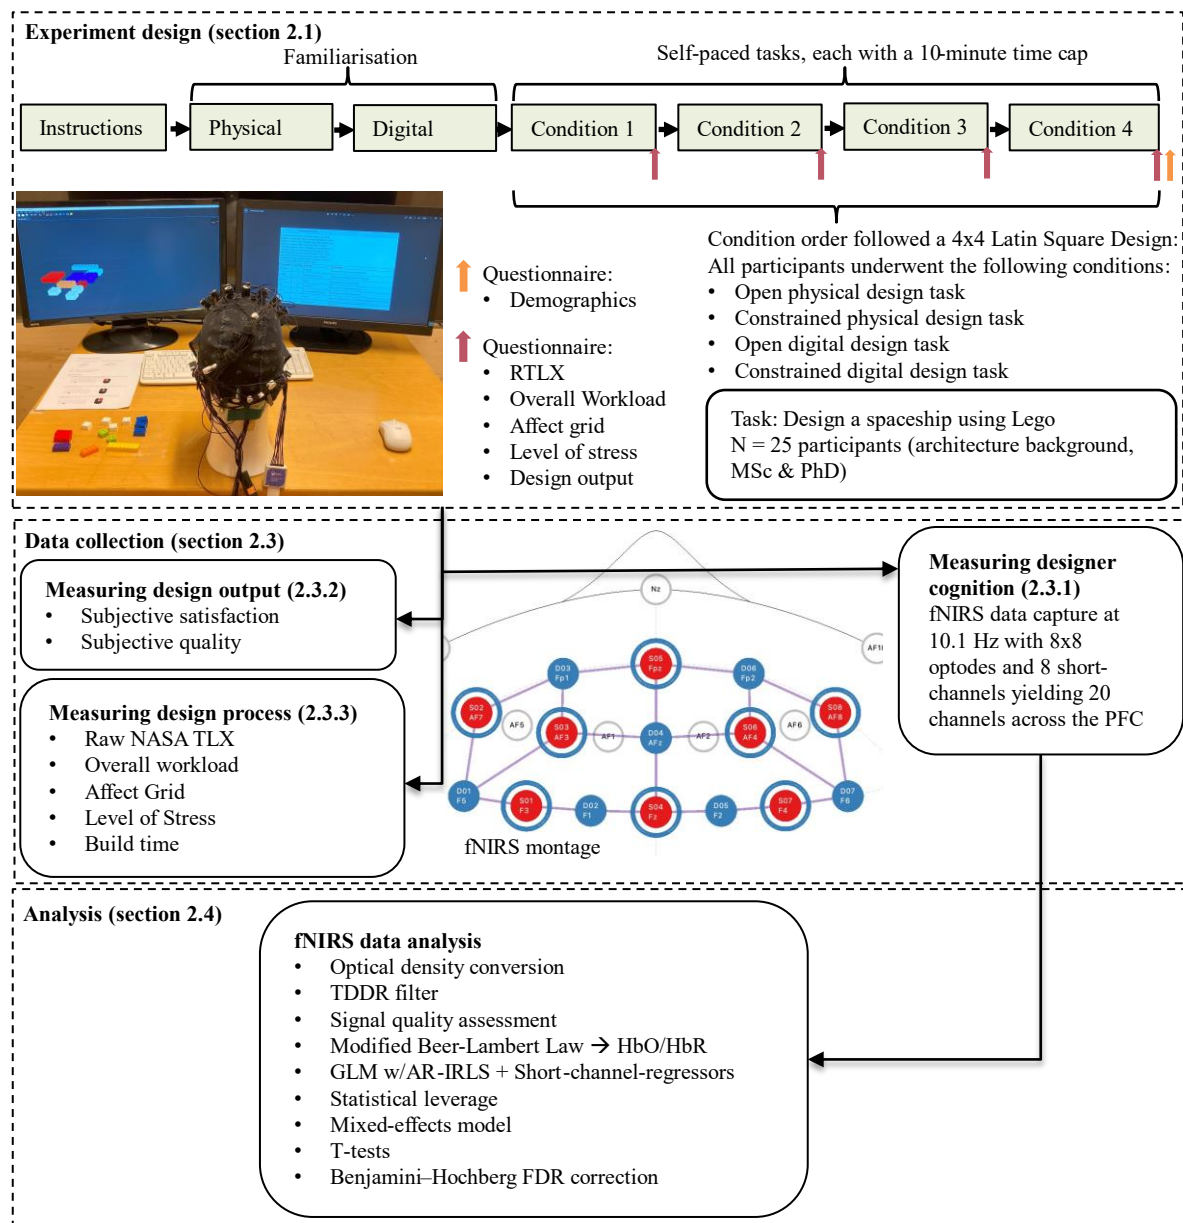 Experiment design (section 2.1)
Familiarisation
Self-paced tasks, each with a 10-minute time cap
Instructions
Physical
Digital
Condition 1
Condition 2
Condition 3
Condition 4
Condition order followed a 4x4 Latin Square Design:
All participants underwent the following conditions:
• Open physical design task
• Constrained physical design task
• Open digital design task
• Constrained digital design task
Questionnaire:
• Demographics
Questionnaire:
• RTLX
• Overall Workload
• Affect grid
• Level of stress
• Design output
Task: Design a spaceship using Lego
N = 25 participants (architecture background,
MSc & PhD)
Data collection (section 2.3)
Measuring design output (2.3.2)
• Subjective satisfaction
• Subjective quality
Measuring design process (2.3.3)
• Raw NASA TLX
• Overall workload
• Affect Grid
• Level of Stress
• Build time
Measuring designer
cognition (2.3.1)
fNIRS data capture at
10.1 Hz with 8x8
optodes and 8 short-
channels yielding 20
channels across the PFC
Nz
S05
Fpz
D03
Fp1
D06
Fp2
S02
AF7
AF5
S03
AF3
AF1
D04
AFz
AF2
S06
AF4
AF6
S08
AF8
D01
F5
S01
F3
D02
F1
S04
Fz
D05
F2
S07
F4
D07
F6
fNIRS montage
Analysis (section 2.4)
fNIRS data analysis
• Optical density conversion
• TDDR filter
• Signal quality assessment
• Modified Beer-Lambert Law → HbO/HbR
• GLM w/AR-IRLS + Short-channel-regressors
• Statistical leverage
• Mixed-effects model
• T-tests
• Benjamini–Hochberg FDR correction